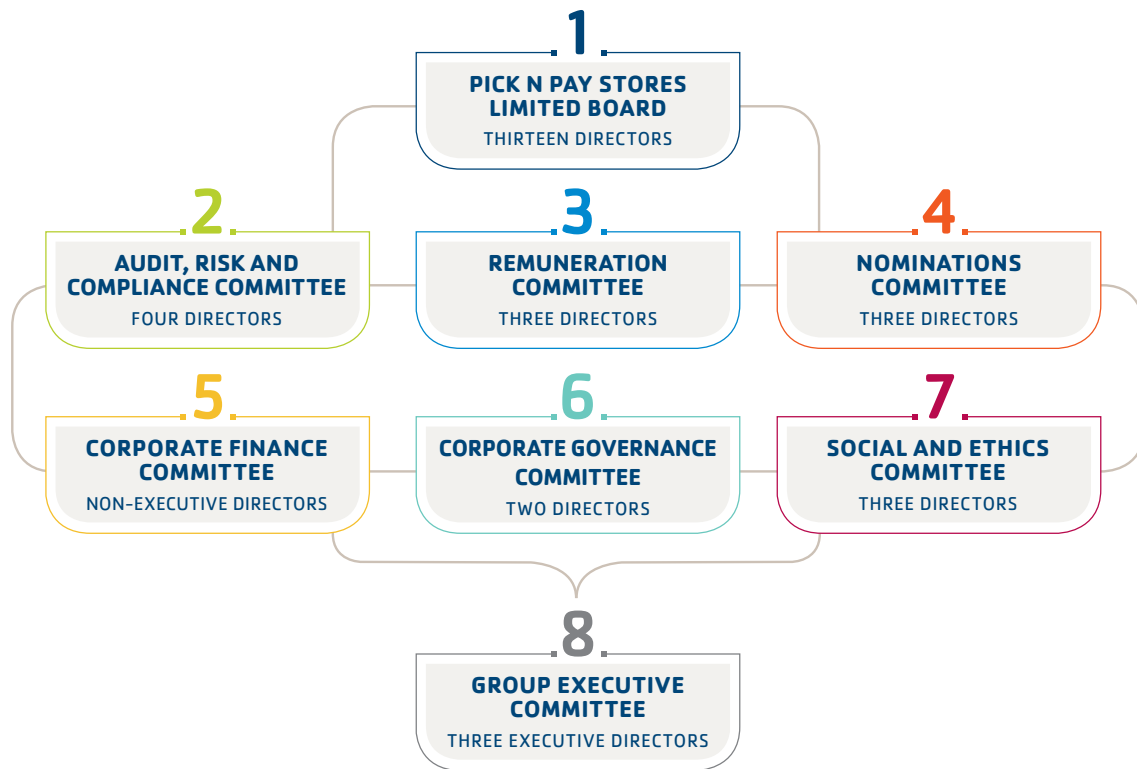 1
PICK N PAY STORES
LIMITED BOARD
THIRTEEN DIRECTORS
2
AUDIT, RISK AND
COMPLIANCE COMMITTEE
FOUR DIRECTORS
3
REMUNERATION
COMMITTEE
THREE DIRECTORS
4
NOMINATIONS
COMMITTEE
THREE DIRECTORS
5
CORPORATE FINANCE
COMMITTEE
NON-EXECUTIVE DIRECTORS
6
CORPORATE GOVERNANCE
COMMITTEE
TWO DIRECTORS
7
SOCIAL AND ETHICS
COMMITTEE
THREE DIRECTORS
8
GROUP EXECUTIVE
COMMITTEE
THREE EXECUTIVE DIRECTORS